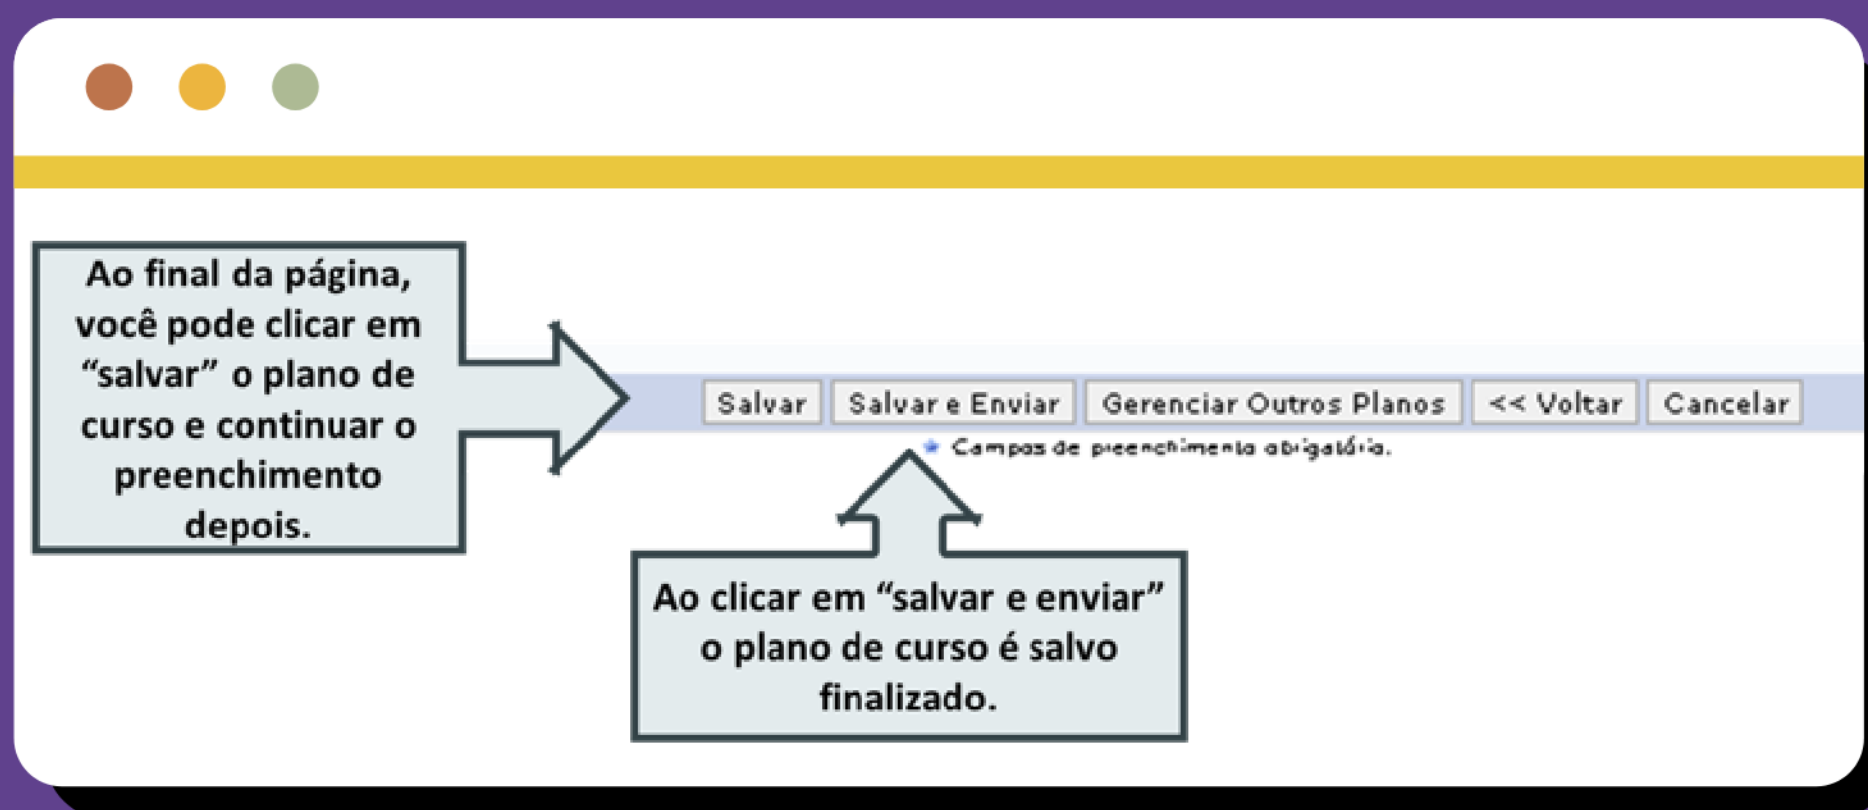 Ao final da página,
você pode clicar em
“salvar” o plano de
curso e continuar o
preenchimento
depois.
Salvar
Salvar e Enviar
Gerenciar Outros Planos
<< Voltar
Cancelar
Campos de preenchimento obrigatório.
Ao clicar em “salvar e enviar”
o plano de curso é salvo
finalizado.